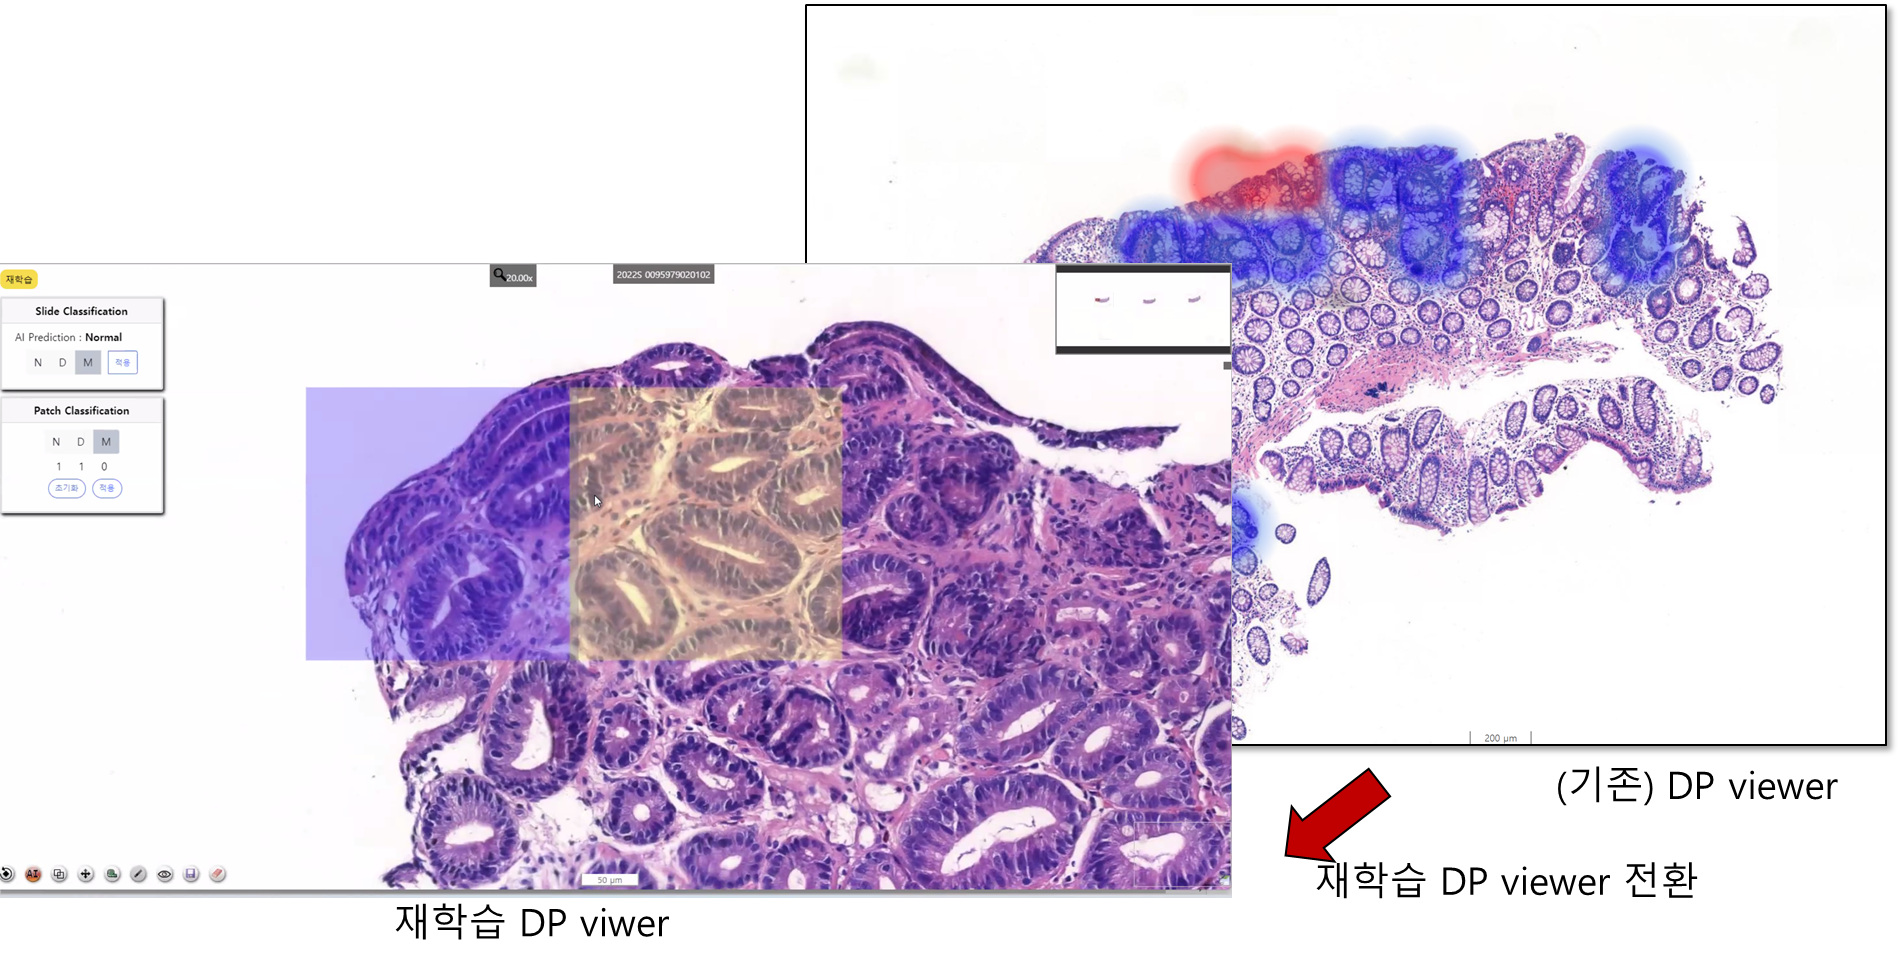 재학습
20.00x
2022S 0095979020102
Slide Classification
AI Prediction : Normal
N D M 적용
Patch Classification
N D M
1 1 0
초기화 적용
AI
50 μm
200 μm
(기존) DP viewer
재학습 DP viewer 전환
재학습 DP viwer